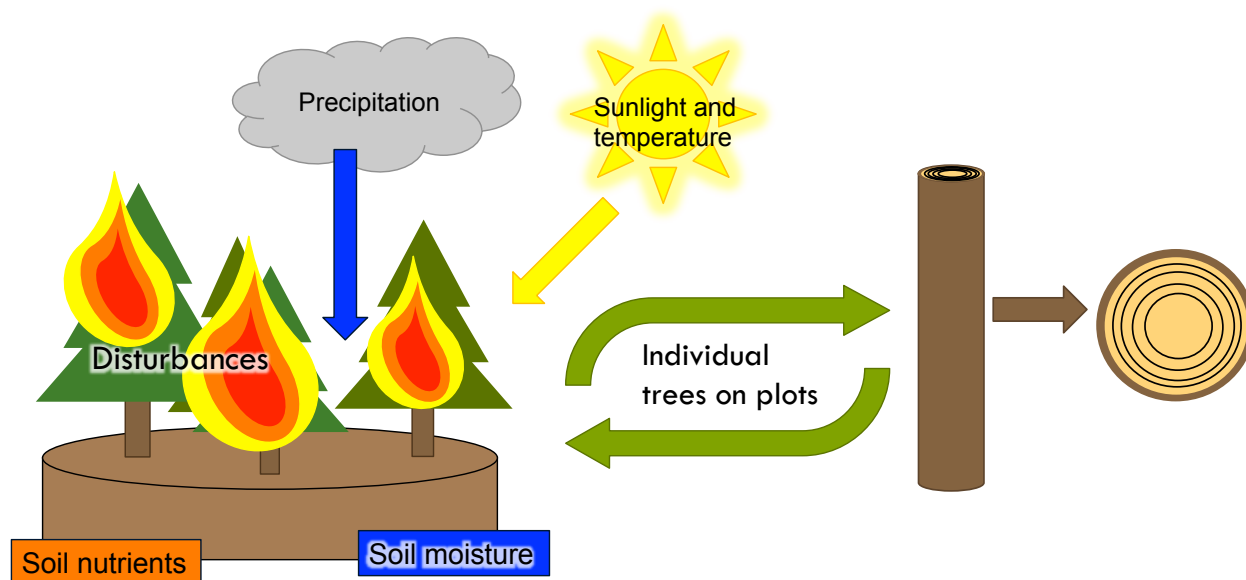 Precipitation
Sunlight and
temperature
Disturbances
Individual
trees on plots
Soil nutrients
Soil moisture